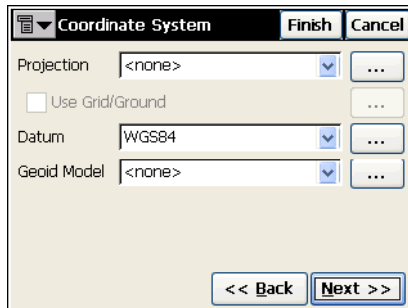 Coordinate System Finish Cancel
Projection <none> ...
Use Grid/Ground ...
Datum WGS84 ...
Geoid Model <none> ...
<< Back Next >>